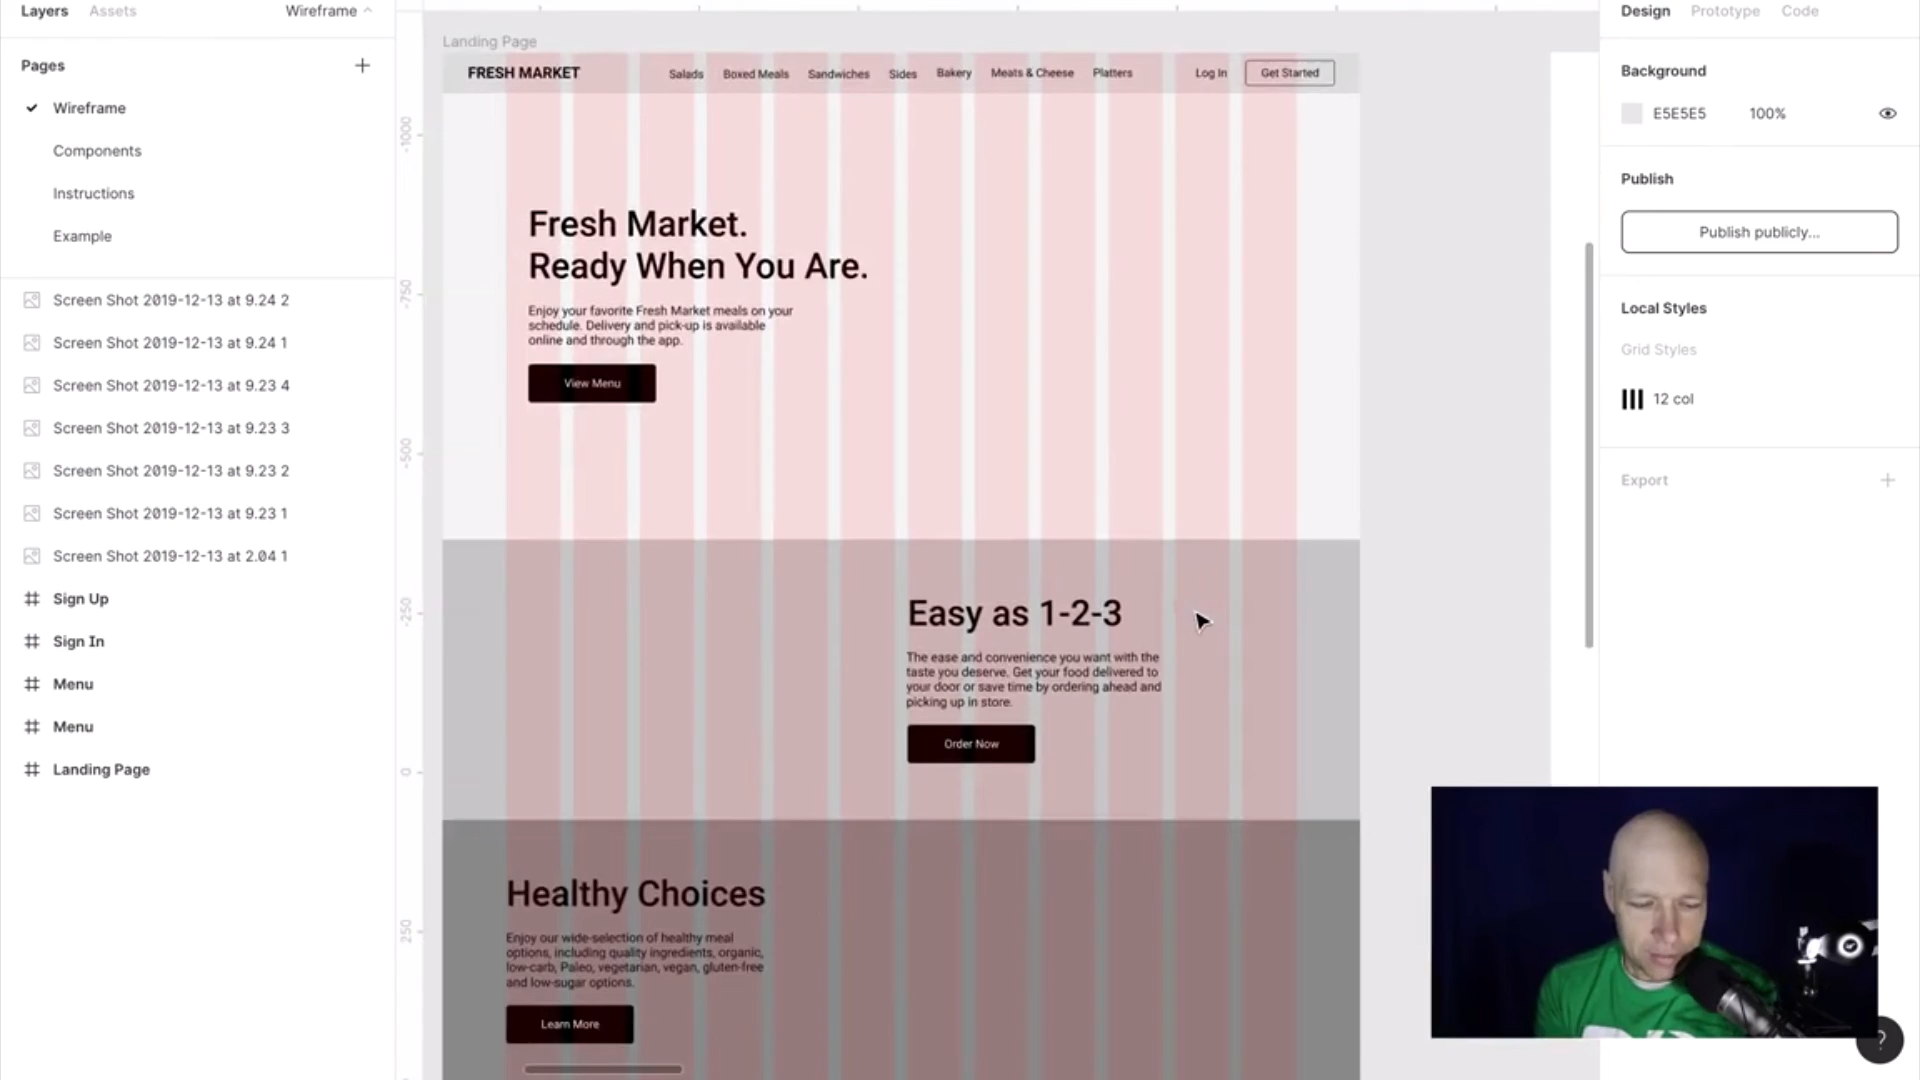 Layers
Assets
Wireframe
Pages
Wireframe
Components
Instructions
Example
Screen Shot 2019-12-13 at 9.24 2
Screen Shot 2019-12-13 at 9.24 1
Screen Shot 2019-12-13 at 9.23 4
Screen Shot 2019-12-13 at 9.23 3
Screen Shot 2019-12-13 at 9.23 2
Screen Shot 2019-12-13 at 9.23 1
Screen Shot 2019-12-13 at 2.04 1
Sign Up
Sign In
Menu
Menu
Landing Page
-1000
-750
-500
-250
0
250
Landing Page
FRESH MARKET
Salads
Boxed Meals
Sandwiches
Sides
Bakery
Meats & Cheese
Platters
Log In
Get Started
Fresh Market.
Ready When You Are.
Enjoy your favorite Fresh Market meals on your
schedule. Delivery and pick-up is available
online and through the app.
View Menu
Easy as 1-2-3
The ease and convenience you want with the
taste you deserve. Get your food delivered to
your door or save time by ordering ahead and
picking up in store.
Order Now
Healthy Choices
Enjoy our wide-selection of healthy meal
options, including quality ingredients, organic,
low-carb, Paleo, vegetarian, vegan, gluten-free
and low-sugar options.
Learn More
Design
Prototype
Code
Background
E5E5E5
100%
Publish
Publish publicly...
Local Styles
Grid Styles
12 col
Export
?